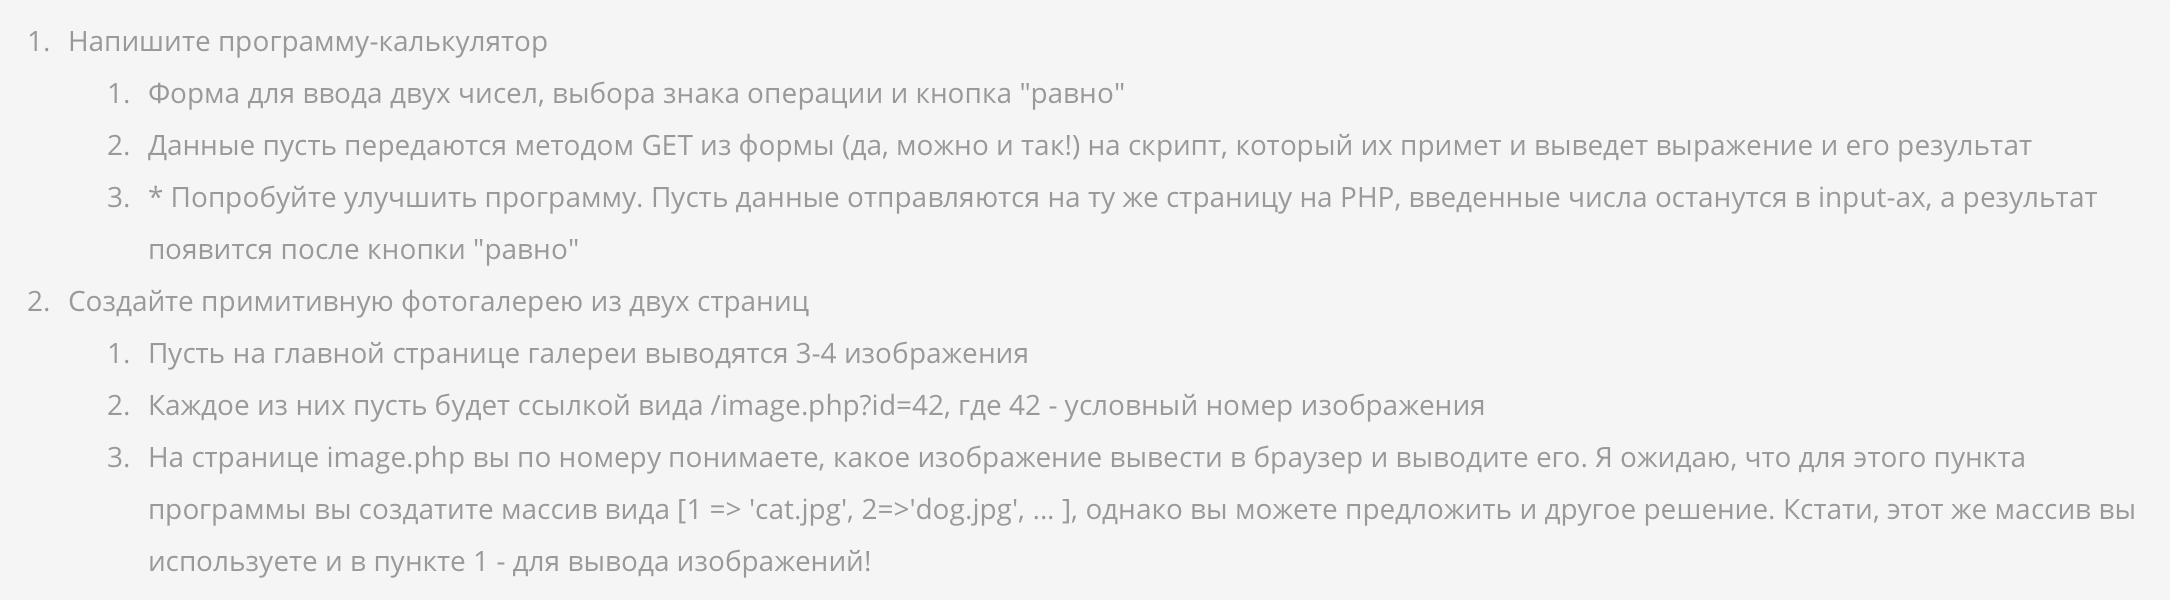 1. Напишите программу-калькулятор
1. Форма для ввода двух чисел, выбора знака операции и кнопка "равно"
2. Данные пусть передаются методом GET из формы (да, можно и так!) на скрипт, который их примет и выведет выражение и его результат
3. * Попробуйте улучшить программу. Пусть данные отправляются на ту же страницу на PHP, введенные числа останутся в input-ах, а результат
появится после кнопки "равно"
2. Создайте примитивную фотогалерею из двух страниц
1. Пусть на главной странице галереи выводятся 3-4 изображения
2. Каждое из них пусть будет ссылкой вида /image.php?id=42, где 42 - условный номер изображения
3. На странице image.php вы по номеру понимаете, какое изображение вывести в браузер и выводите его. Я ожидаю, что для этого пункта
программы вы создатите массив вида [1 => 'cat.jpg', 2=>'dog.jpg', ... ], однако вы можете предложить и другое решение. Кстати, этот же массив вы
используете и в пункте 1 - для вывода изображений!